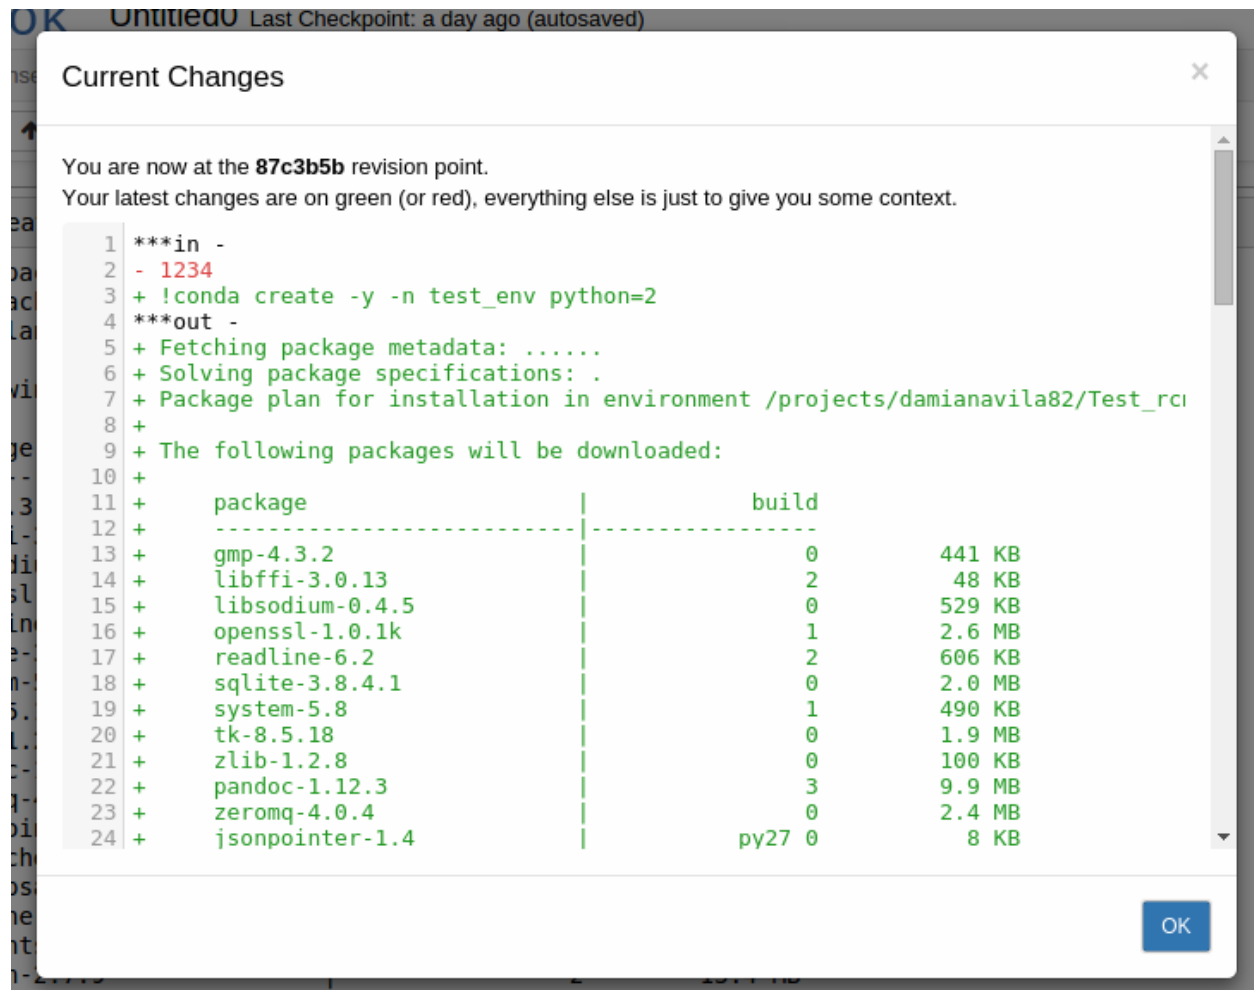 OK Untitled0 Last Checkpoint: a day ago (autosaved)
Current Changes ×
You are now at the 87c3b5b revision point.
Your latest changes are on green (or red), everything else is just to give you some context.
1 ***in -
2 - 1234
3 + !conda create -y -n test_env python=2
4 ***out -
5 + Fetching package metadata: ......
6 + Solving package specifications: .
7 + Package plan for installation in environment /projects/damianavila82/Test_rc
8 +
9 + The following packages will be downloaded:
10 +
11 +     package                    |            build
12 +     ---------------------------|-----------------
13 +     gmp-4.3.2                  |                0         441 KB
14 +     libffi-3.0.13              |                2          48 KB
15 +     libsodium-0.4.5            |                0         529 KB
16 +     openssl-1.0.1k             |                1         2.6 MB
17 +     readline-6.2               |                2         606 KB
18 +     sqlite-3.8.4.1             |                0         2.0 MB
19 +     system-5.8                 |                1         490 KB
20 +     tk-8.5.18                  |                0         1.9 MB
21 +     zlib-1.2.8                 |                0         100 KB
22 +     pandoc-1.12.3              |                3         9.9 MB
23 +     zeromq-4.0.4               |                0         2.4 MB
24 +     jsonpointer-1.4            |           py27 0           8 KB
OK